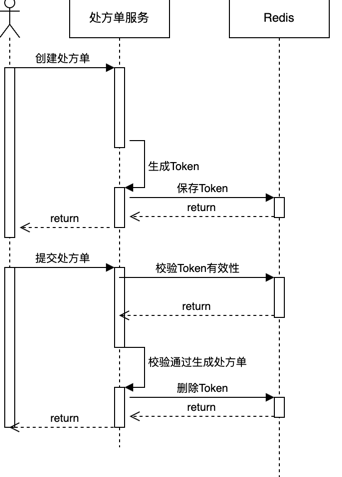 处方单服务
Redis
创建处方单
生成Token
保存Token
return
return
提交处方单
校验Token有效性
return
校验通过生成处方单
删除Token
return
return